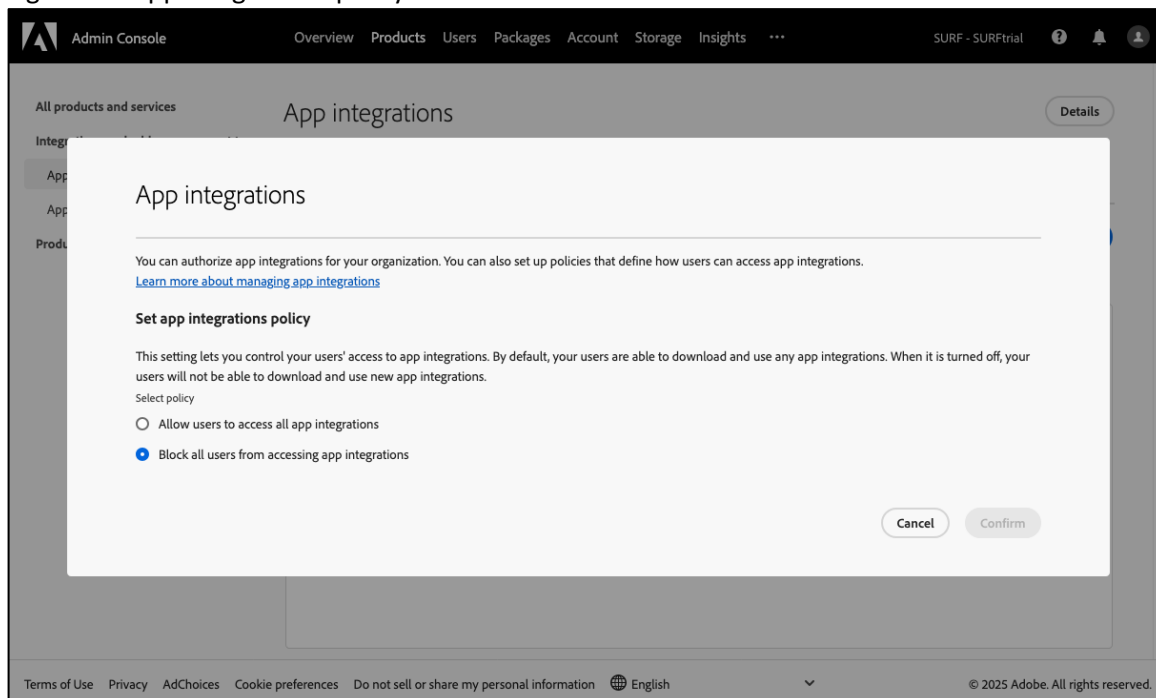 Admin Console Overview Products Users Packages Account Storage Insights ... SURF - SURFtrial
All products and services
App integrations
Details
App
App
App integrations
You can authorize app integrations for your organization. You can also set up policies that define how users can access app integrations.
Learn more about managing app integrations
Set app integrations policy
This setting lets you control your users' access to app integrations. By default, your users are able to download and use any app integrations. When it is turned off, your
users will not be able to download and use new app integrations.
Select policy
Allow users to access all app integrations
Block all users from accessing app integrations
Cancel Confirm
Terms of Use Privacy AdChoices Cookie preferences Do not sell or share my personal information English © 2025 Adobe. All rights reserved.